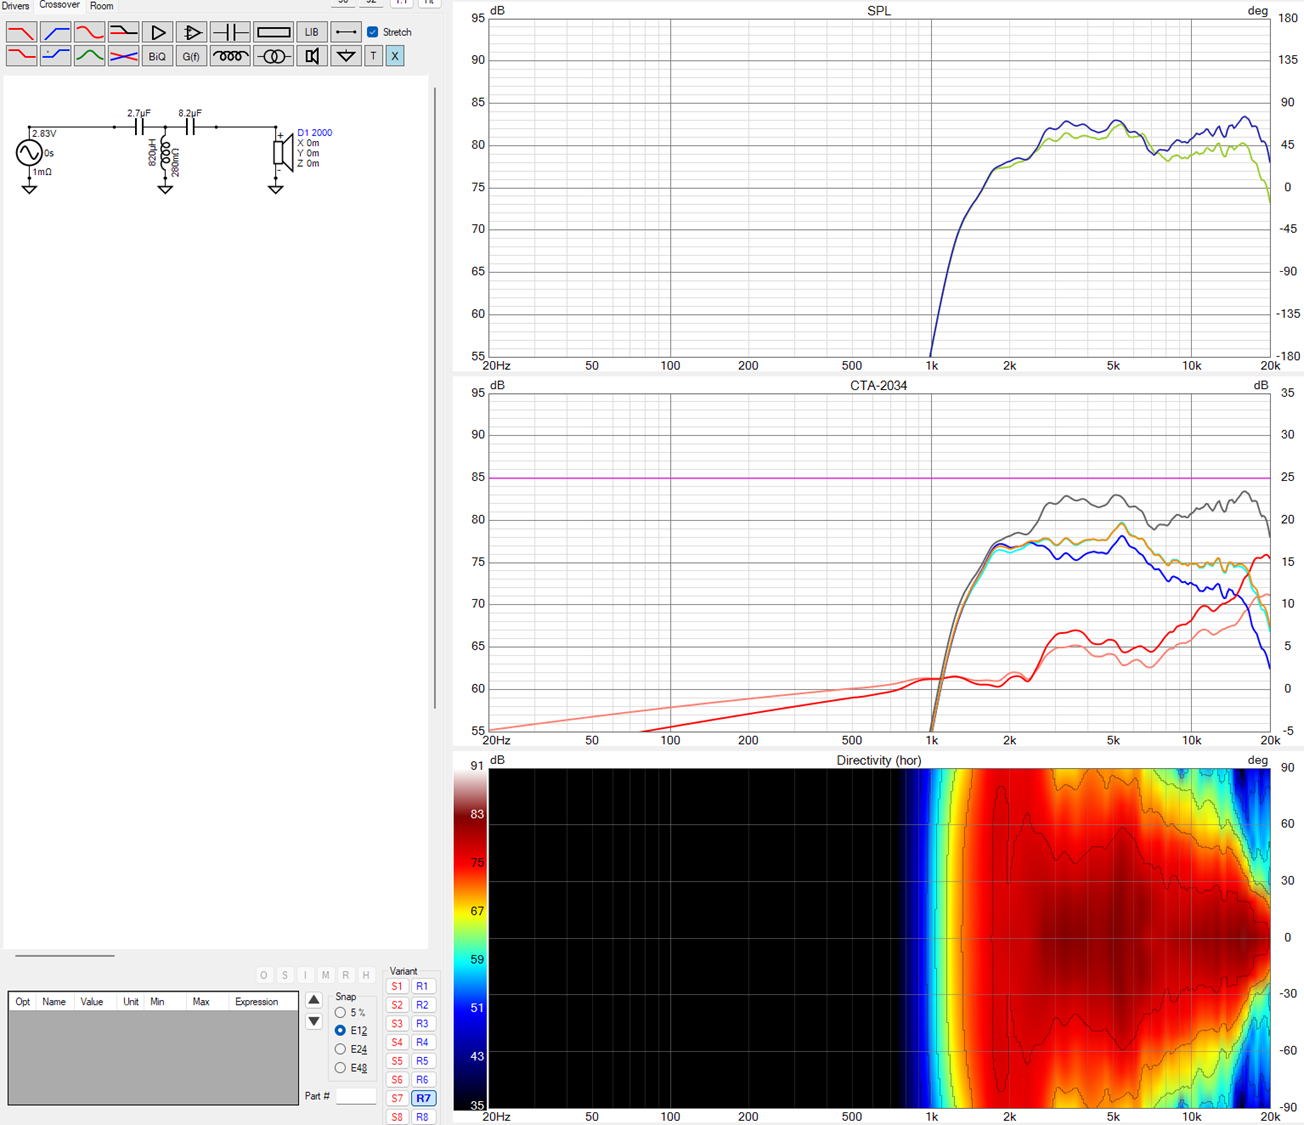 Drivers Crossover Room
LIB Stretch
BiQ G(f) T X
2.7µF 8.2µF
2.83V
0s
1mΩ
820µH
280mΩ
+
D1 2000
X 0m
Y 0m
Z 0m
-
O S I M R H
Opt Name Value Unit Min Max Expression
Snap
5 %
E12
E24
E48
Part #
Variant
S1 R1
S2 R2
S3 R3
S4 R4
S5 R5
S6 R6
S7 R7
S8 R8
dB SPL deg
95 180
90 135
85 90
80 45
75 0
70 -45
65 -90
60 -135
55 -180
20Hz 50 100 200 500 1k 2k 5k 10k 20k
dB CTA-2034 dB
95 35
90 30
85 25
80 20
75 15
70 10
65 5
60 0
55 -5
20Hz 50 100 200 500 1k 2k 5k 10k 20k
dB Directivity (hor) deg
91 90
83 60
75 30
67 0
59 -30
51 -60
43 -90
35
20Hz 50 100 200 500 1k 2k 5k 10k 20k